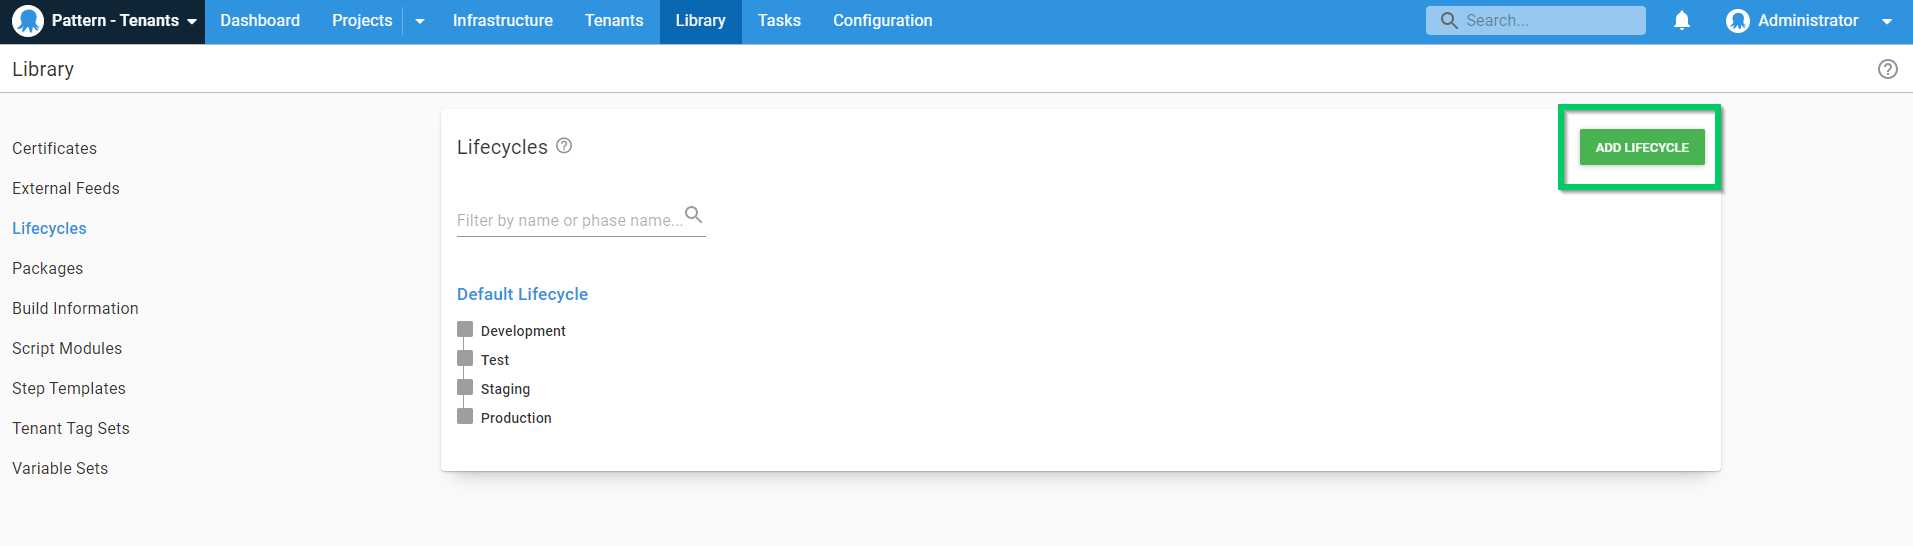 Pattern - Tenants Dashboard Projects Infrastructure Tenants Library Tasks Configuration Search... Administrator
Library
Certificates
External Feeds
Lifecycles
Packages
Build Information
Script Modules
Step Templates
Tenant Tag Sets
Variable Sets
Lifecycles
ADD LIFECYCLE
Filter by name or phase name...
Default Lifecycle
Development
Test
Staging
Production